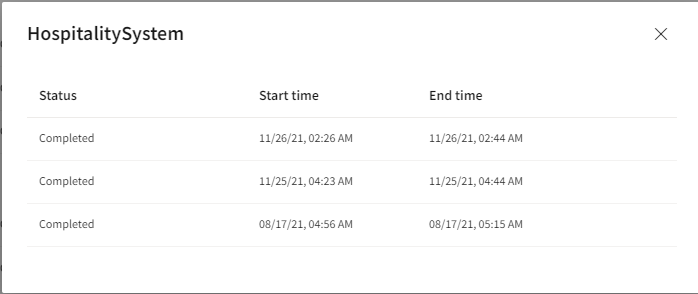 HospitalitySystem
Status Start time End time
Completed 11/26/21, 02:26 AM 11/26/21, 02:44 AM
Completed 11/25/21, 04:23 AM 11/25/21, 04:44 AM
Completed 08/17/21, 04:56 AM 08/17/21, 05:15 AM